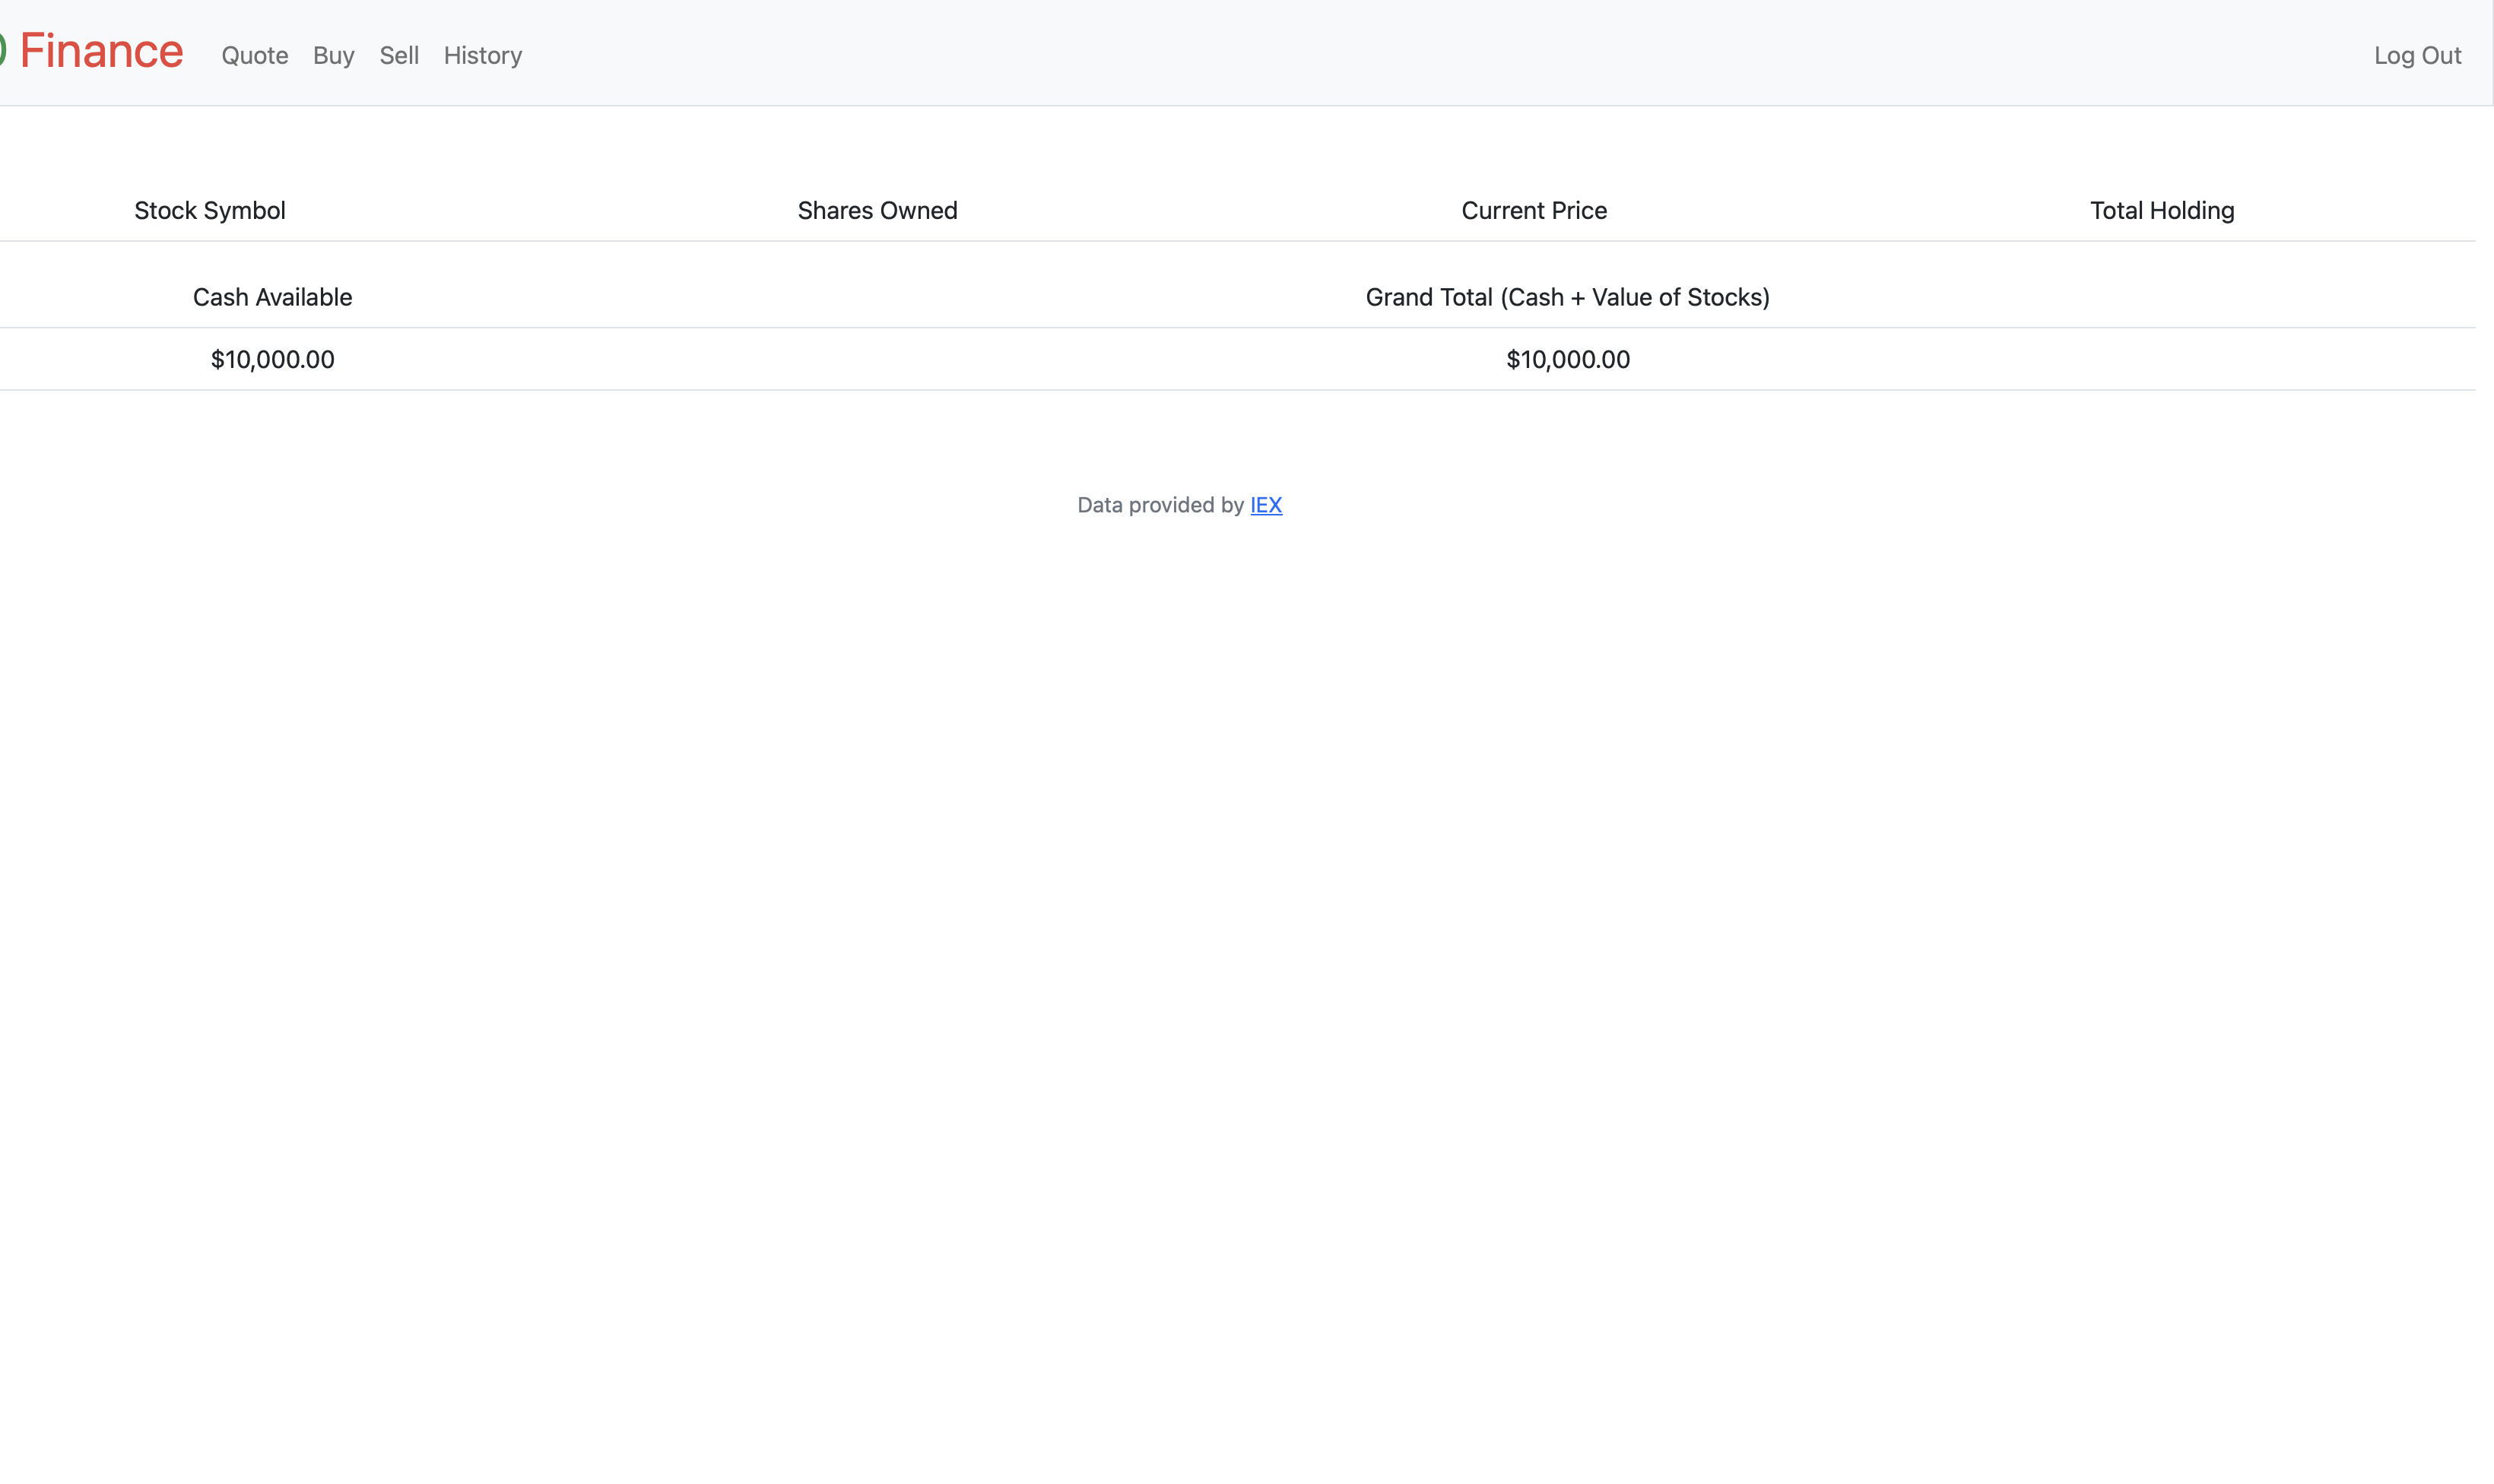 Finance Quote Buy Sell History Log Out
Stock Symbol Shares Owned Current Price Total Holding
Cash Available Grand Total (Cash + Value of Stocks)
$10,000.00 $10,000.00
Data provided by IEX